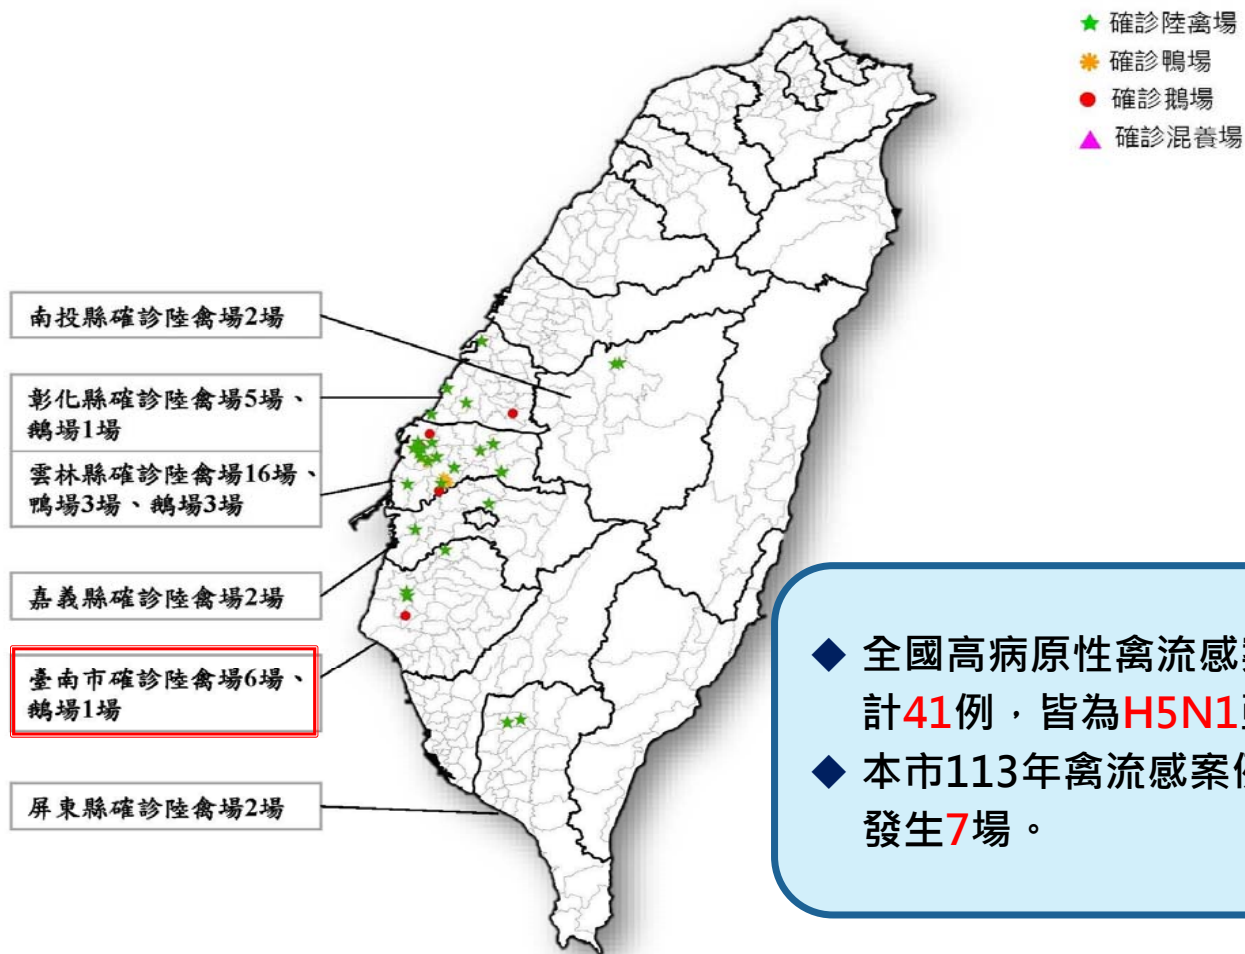 確診陸禽場
確診鴨場
確診鵝場
確診混養場
南投縣確診陸禽場2場
彰化縣確診陸禽場5場、
鵝場1場
雲林縣確診陸禽場16場、
鴨場3場、鵝場3場
嘉義縣確診陸禽場2場
臺南市確診陸禽場6場、
鵝場1場
屏東縣確診陸禽場2場
全國高病原性禽流感
計41例，皆為H5N1
本市113年禽流感案
發生7場。